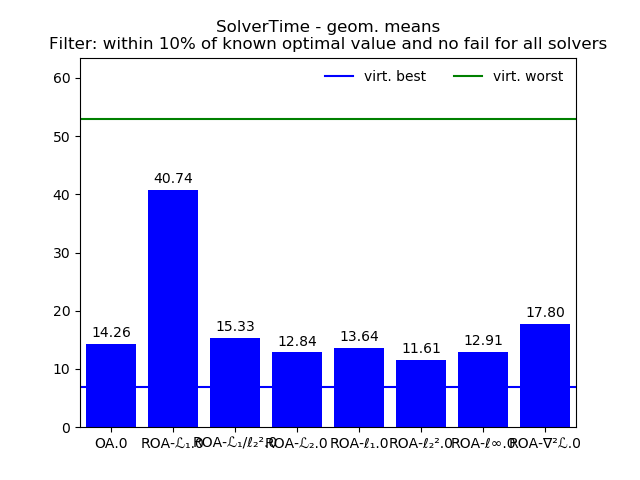 SolverTime - geom. means
Filter: within 10% of known optimal value and no fail for all solvers
virt. best virt. worst
60
50
40
30
20
10
0
14.26 40.74 15.33 12.84 13.64 11.61 12.91 17.80
OA.0 ROA-ℒ₁.0 ROA-ℒ₁/ℓ₂².0 ROA-ℒ₂.0 ROA-ℓ₁.0 ROA-ℓ₂².0 ROA-ℓ∞.0 ROA-∇²ℒ.0